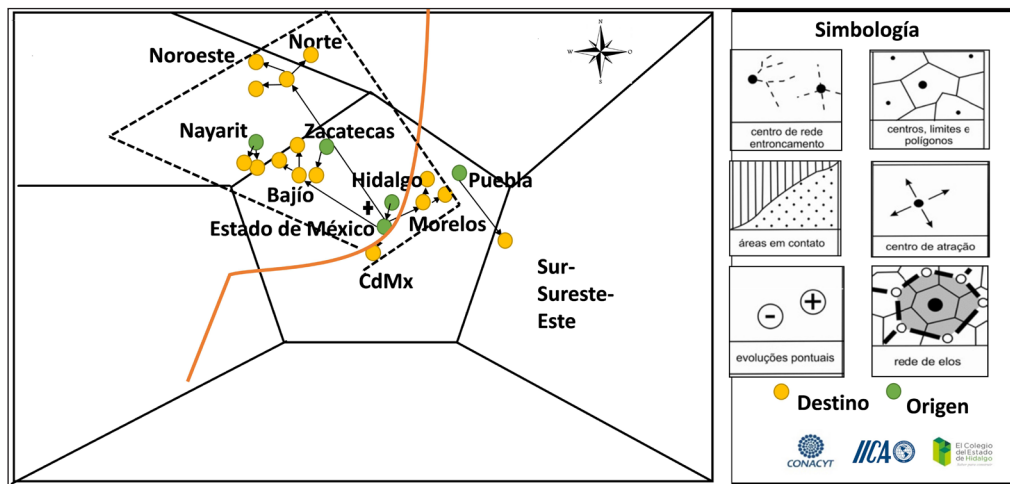 Noroeste
Norte
Nayarit
Zacatecas
Bajío
Hidalgo
Puebla
+
Estado de México
Morelos
CdMx
Sur-
Sureste-
Este
N
W
O
S
Simbología
centro de rede
entroncamento
centros, limites e
polígonos
áreas em contato
centro de atração
- +
evoluções pontuais
rede de elos
Destino
Origen
CONACYT
IICA
El Colegio
del Estado
de Hidalgo